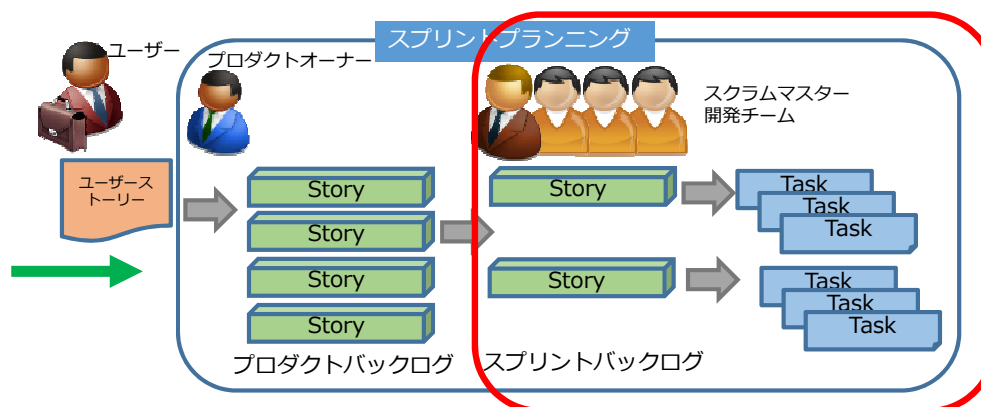 スプリントプランニング
ユーザー
プロダクトオーナー
スクラムマスター
開発チーム
ユーザース
トーリー
Story
Story
Story
Story
Story
Story
Task
Task
Task
Task
Task
Task
プロダクトバックログ
スプリントバックログ